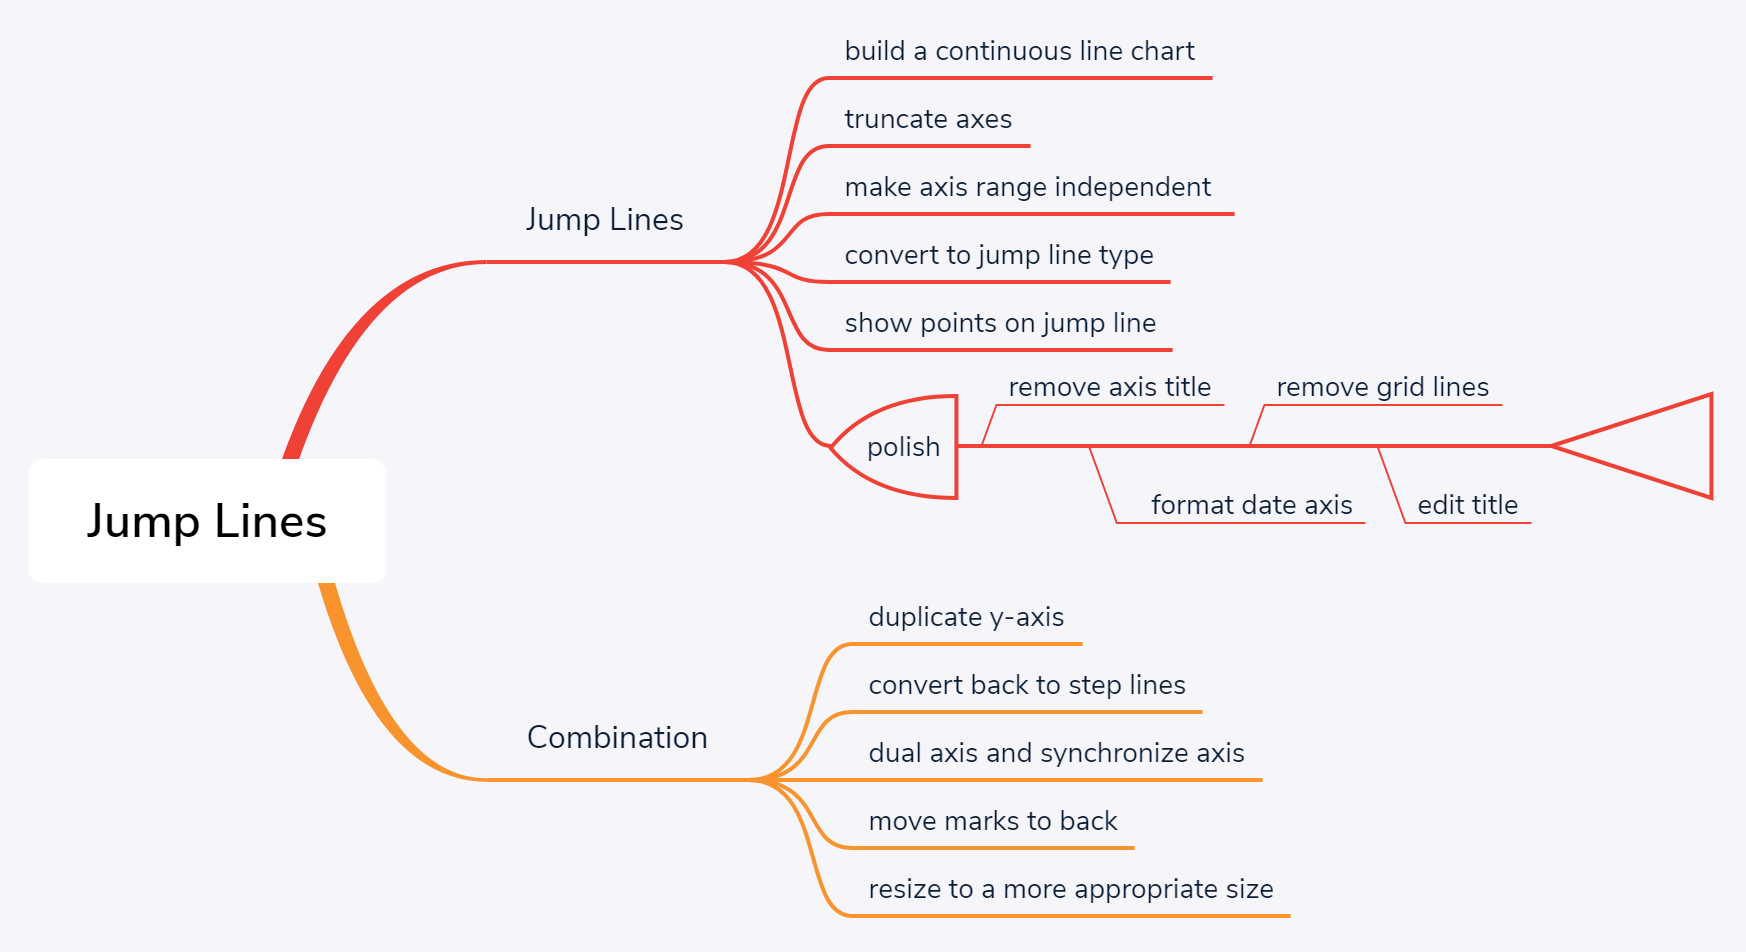 Jump Lines
Jump Lines
build a continuous line chart
truncate axes
make axis range independent
convert to jump line type
show points on jump line
polish
remove axis title
format date axis
remove grid lines
edit title
Combination
duplicate y-axis
convert back to step lines
dual axis and synchronize axis
move marks to back
resize to a more appropriate size